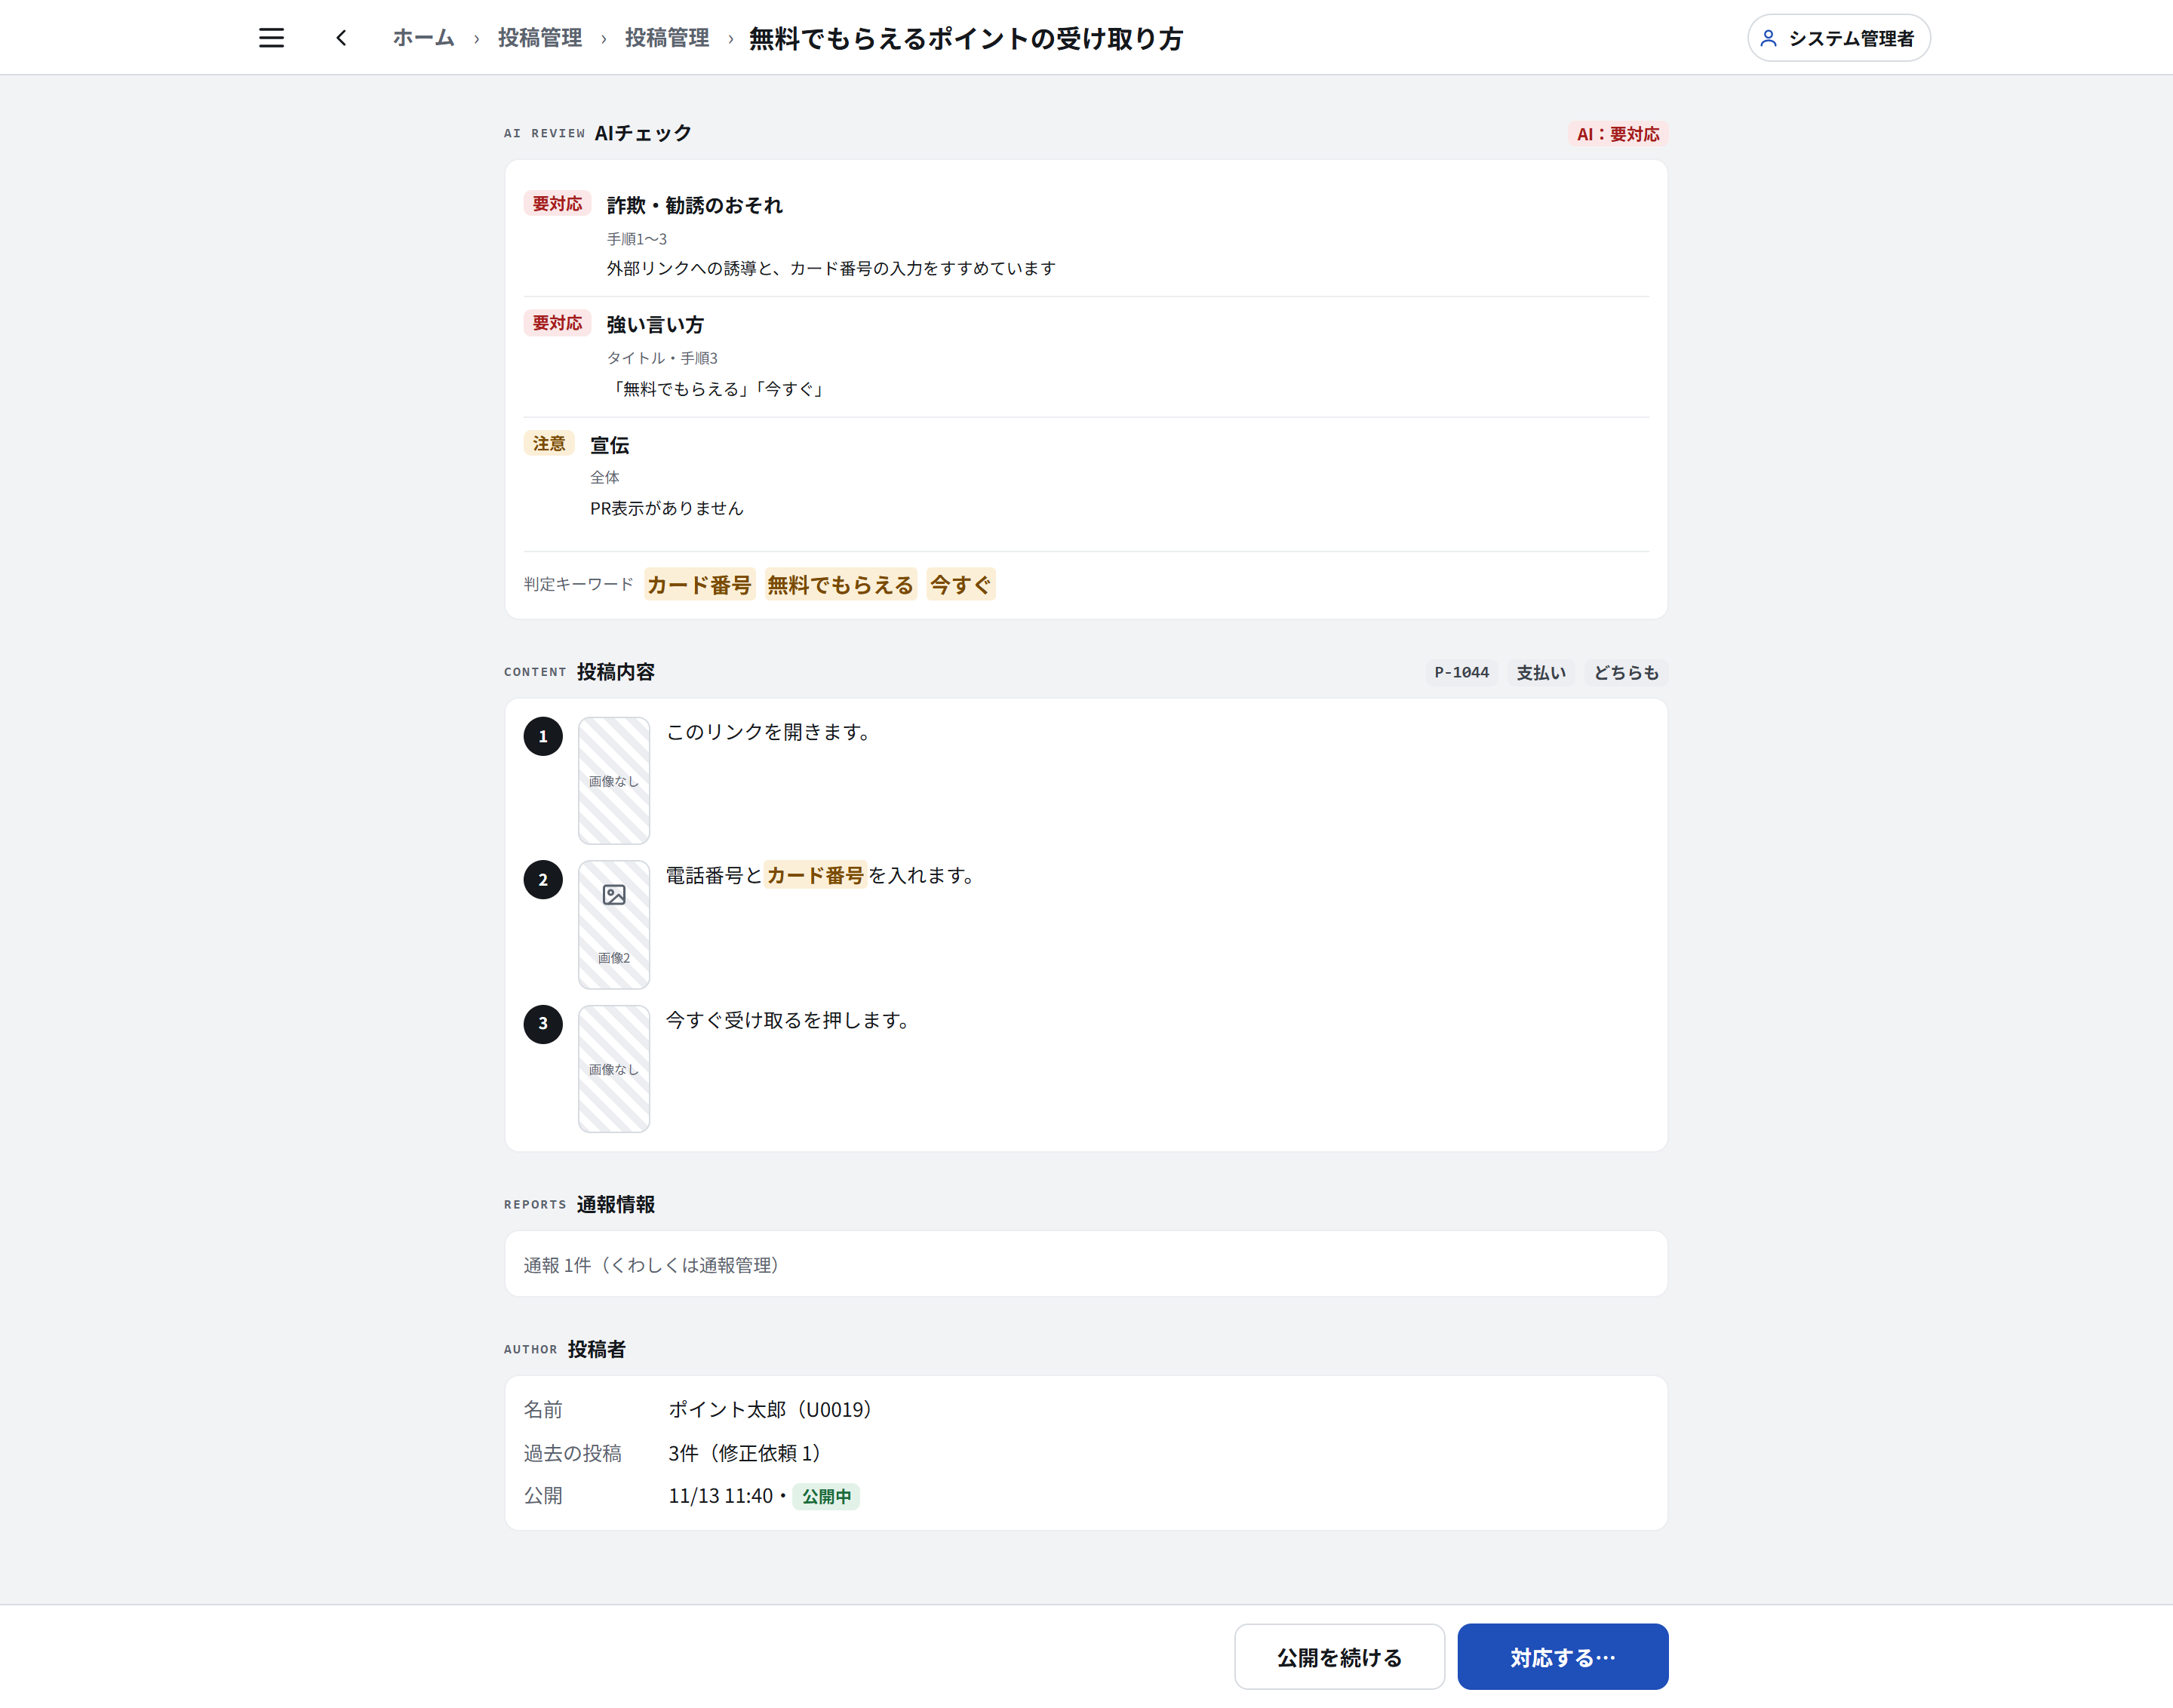 ホーム › 投稿管理 › 投稿管理 › 無料でもらえるポイントの受け取り方
システム管理者
AI REVIEW AIチェック
AI：要対応
要対応 詐欺・勧誘のおそれ
手順1〜3
外部リンクへの誘導と、カード番号の入力をすすめています
要対応 強い言い方
タイトル・手順3
「無料でもらえる」「今すぐ」
注意 宣伝
全体
PR表示がありません
判定キーワード カード番号 無料でもらえる 今すぐ
CONTENT 投稿内容
P-1044 支払い どちらも
1 このリンクを開きます。
画像なし
2 電話番号とカード番号を入れます。
画像2
3 今すぐ受け取るを押します。
画像なし
REPORTS 通報情報
通報 1件（くわしくは通報管理）
AUTHOR 投稿者
名前 ポイント太郎（U0019）
過去の投稿 3件（修正依頼 1）
公開 11/13 11:40・公開中
公開を続ける 対応する…